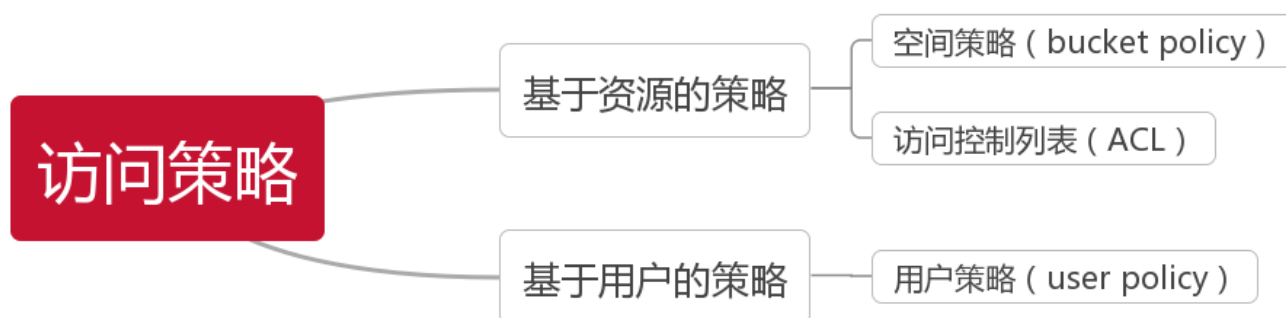 访问策略
基于资源的策略
空间策略（bucket policy）
访问控制列表（ACL）
基于用户的策略
用户策略（user policy）